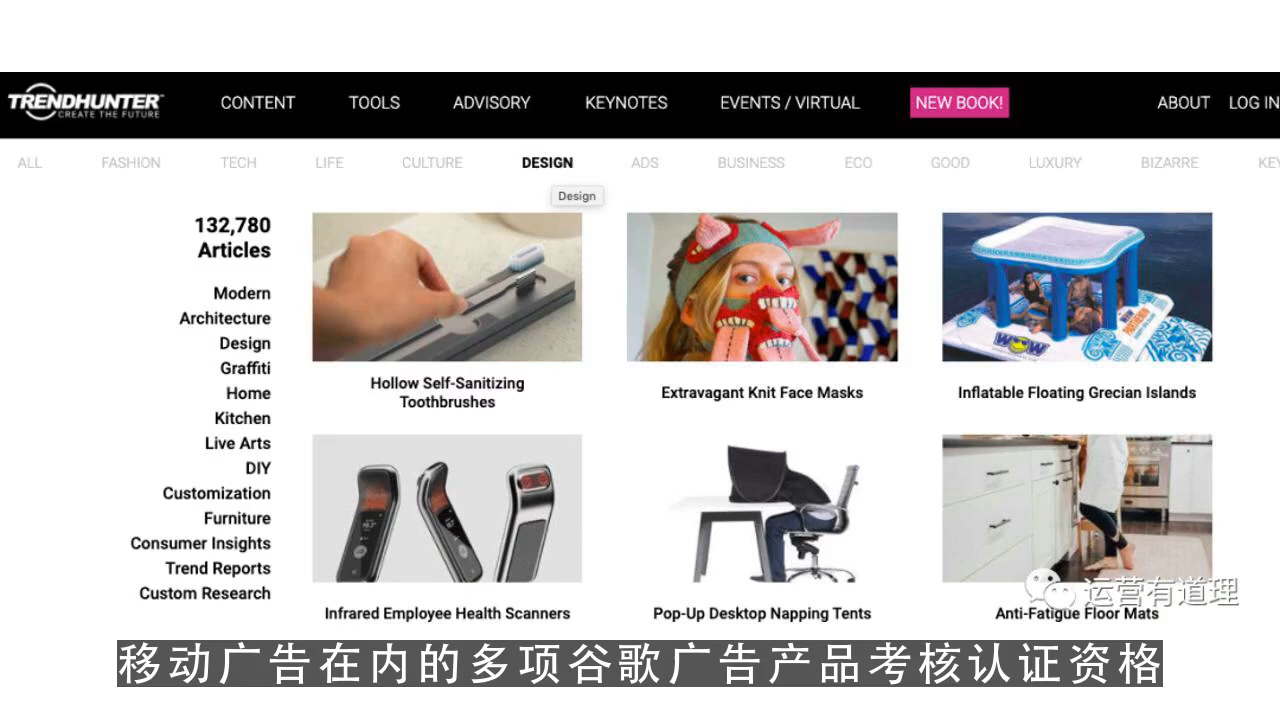 TRENDHUNTER
CREATE THE FUTURE
CONTENT
TOOLS
ADVISORY
KEYNOTES
EVENTS / VIRTUAL
NEW BOOK!
ABOUT
LOG IN
ALL
FASHION
TECH
LIFE
CULTURE
DESIGN
ADS
BUSINESS
ECO
GOOD
LUXURY
BIZARRE
KEY
Design
132,780
Articles
Modern
Architecture
Design
Graffiti
Home
Kitchen
Live Arts
DIY
Customization
Furniture
Consumer Insights
Trend Reports
Custom Research
Hollow Self-Sanitizing
Toothbrushes
Extravagant Knit Face Masks
WOW
Inflatable Floating Grecian Islands
Infrared Employee Health Scanners
Pop-Up Desktop Napping Tents
Anti-Fatigue Floor Mats
运营有道理
移动广告在内的多项谷歌广告产品考核认证资格